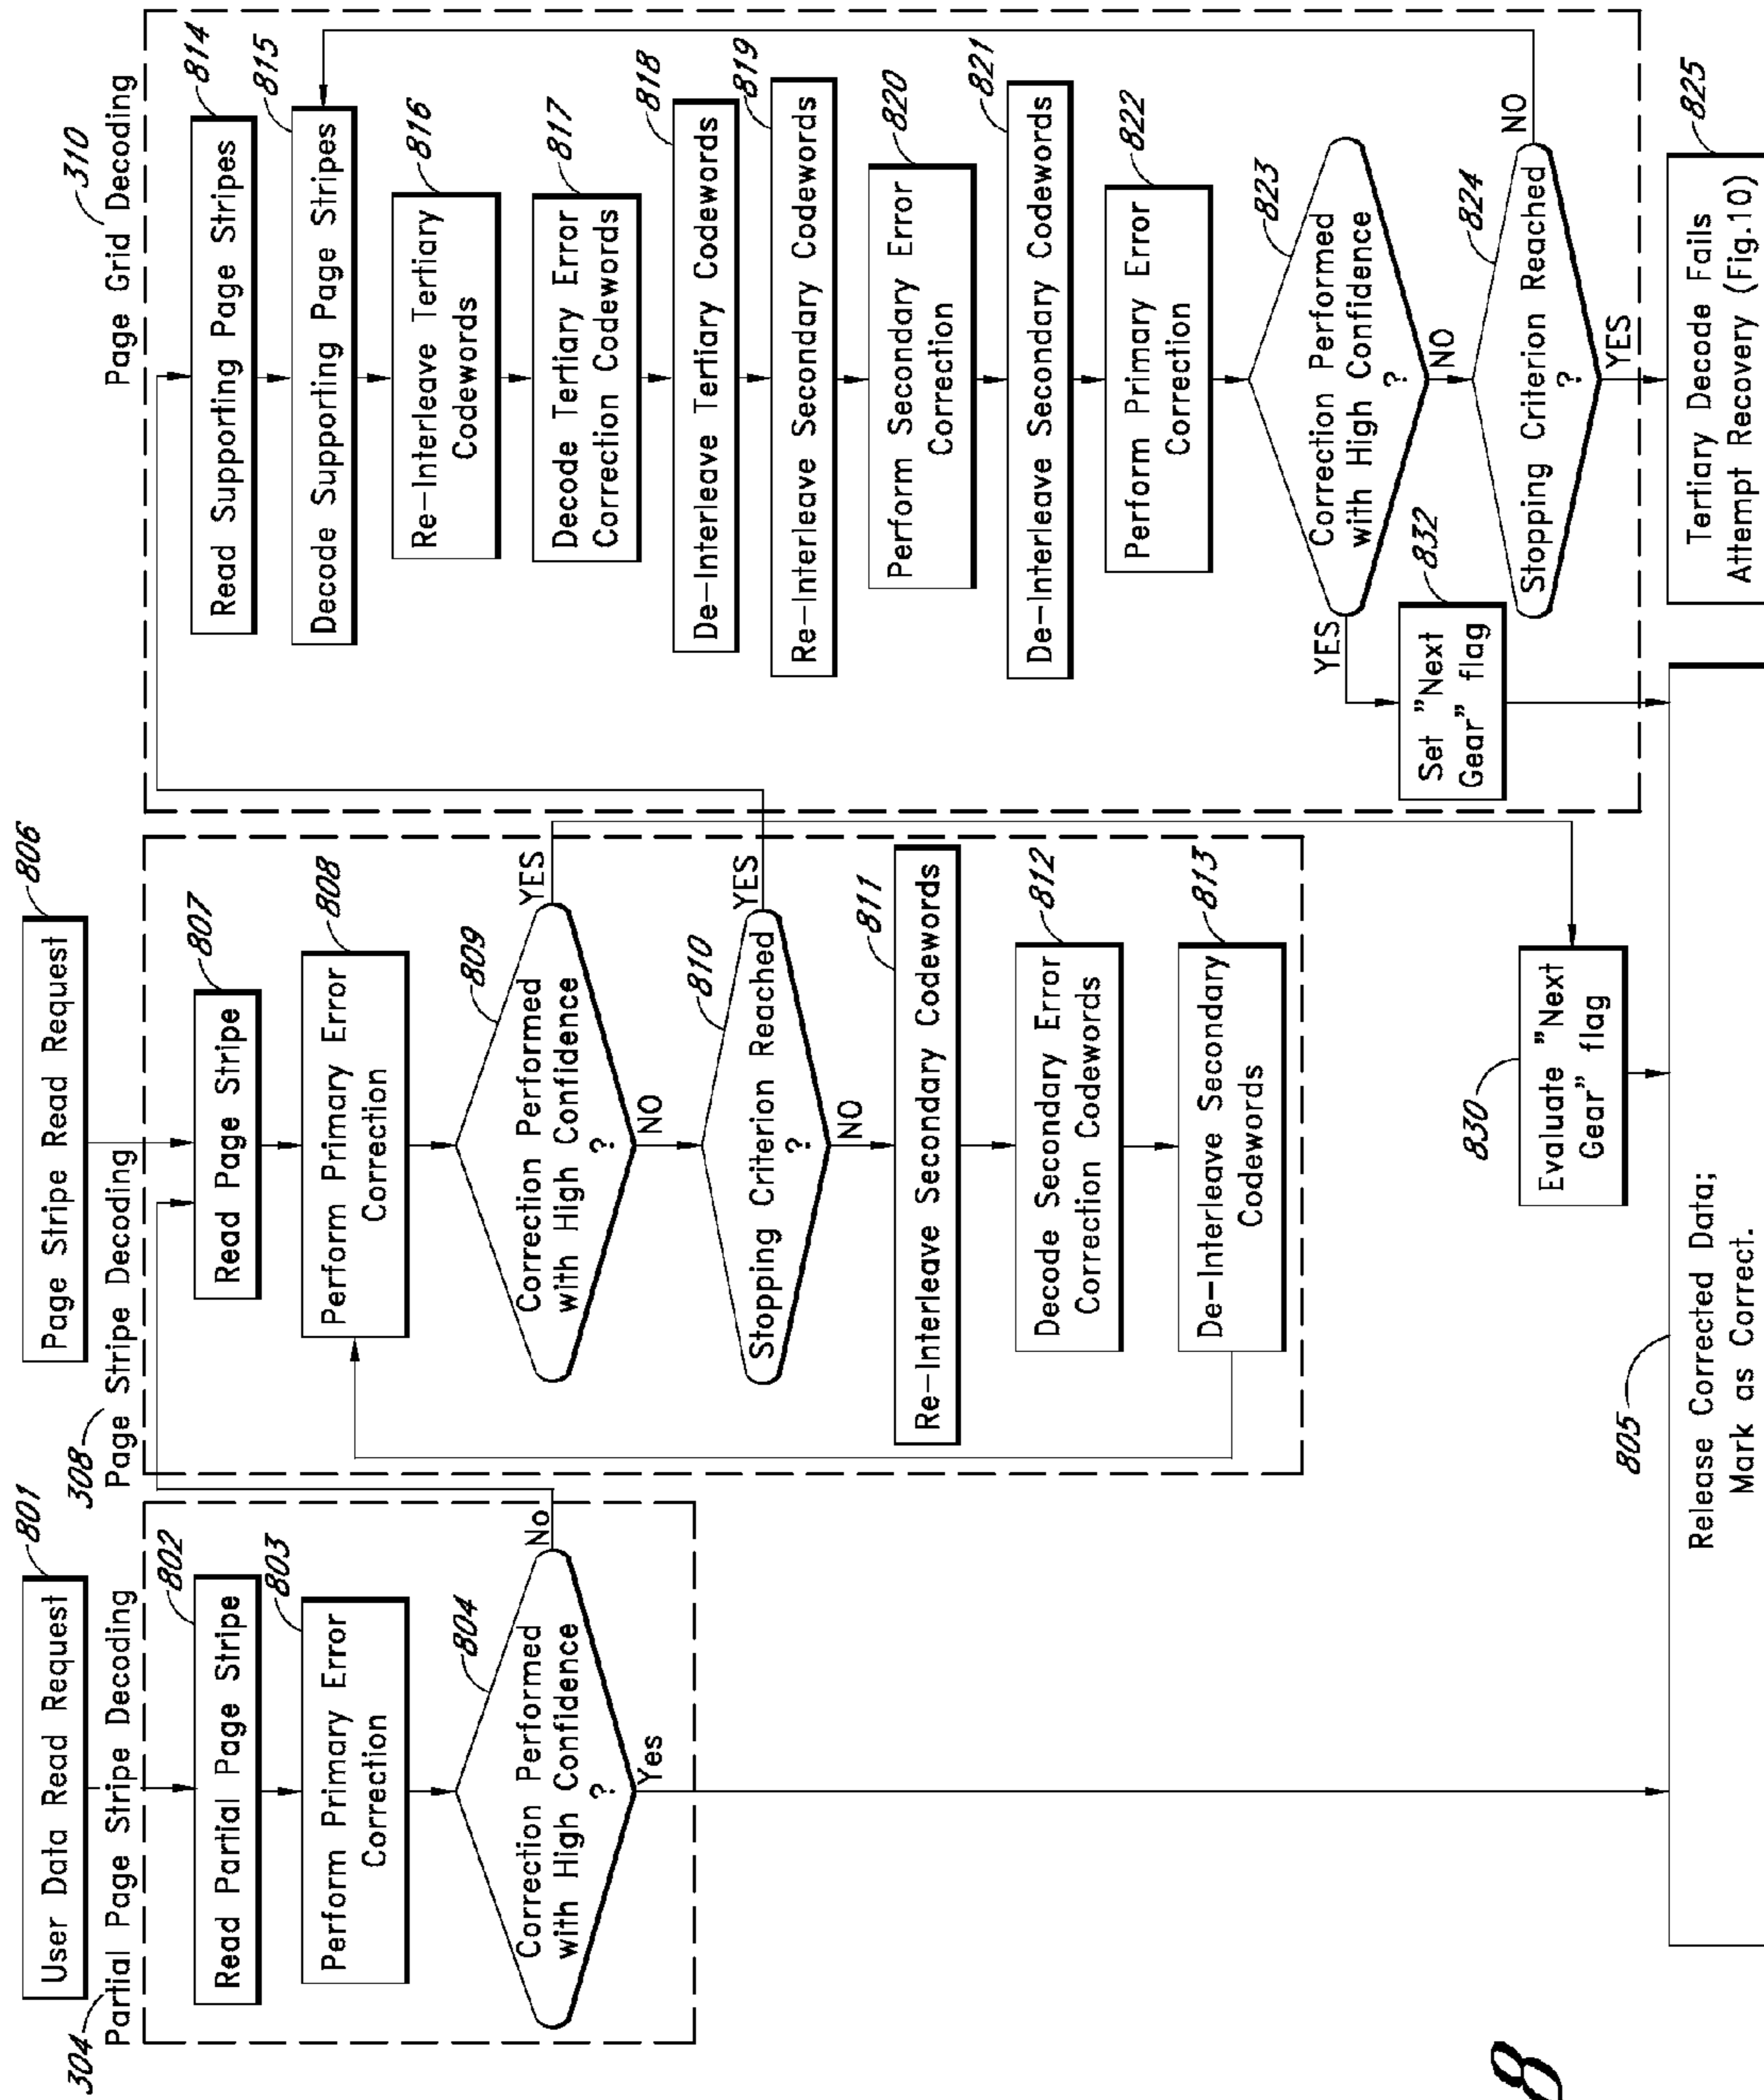 801
User Data Read Request
304
Partial Page Stripe Decoding
802
Read Partial Page Stripe
803
Perform Primary Error
Correction
804
Correction Performed
with High Confidence
?
No
Yes
806
Page Stripe Read Request
308
Page Stripe Decoding
807
Read Page Stripe
808
Perform Primary Error
Correction
809
Correction Performed
with High Confidence
?
YES
NO
810
Stopping Criterion Reached
?
YES
NO
811
Re-Interleave Secondary Codewords
812
Decode Secondary Error
Correction Codewords
813
De-Interleave Secondary
Codewords
830
Evaluate "Next
Gear" flag
310
Page Grid Decoding
814
Read Supporting Page Stripes
815
Decode Supporting Page Stripes
816
Re-Interleave Tertiary
Codewords
817
Decode Tertiary Error
Correction Codewords
818
De-Interleave Tertiary Codewords
819
Re-Interleave Secondary Codewords
820
Perform Secondary Error
Correction
821
De-Interleave Secondary Codewords
822
Perform Primary Error
Correction
823
Correction Performed
with High Confidence
?
YES
NO
832
Set "Next
Gear" flag
824
Stopping Criterion Reached
?
NO
YES
825
Tertiary Decode Fails
Attempt Recovery (Fig.10)
805
Release Corrected Data;
Mark as Correct.
8